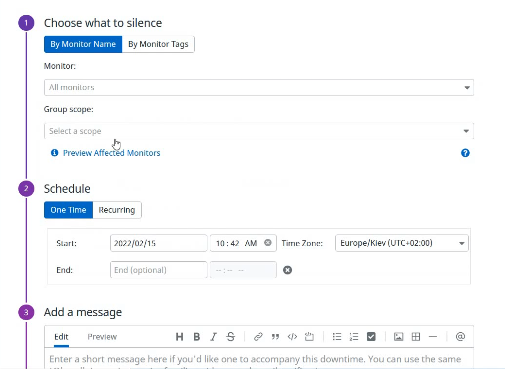 1 Choose what to silence
By Monitor Name By Monitor Tags
Monitor:
All monitors
Group scope:
Select a scope
Preview Affected Monitors
2 Schedule
One Time Recurring
Start: 2022/02/15 10 : 42 AM Time Zone: Europe/Kiev (UTC+02:00)
End: End (optional) -- : -- --
3 Add a message
Edit Preview H B I S @
Enter a short message here if you'd like one to accompany this downtime. You can use the same